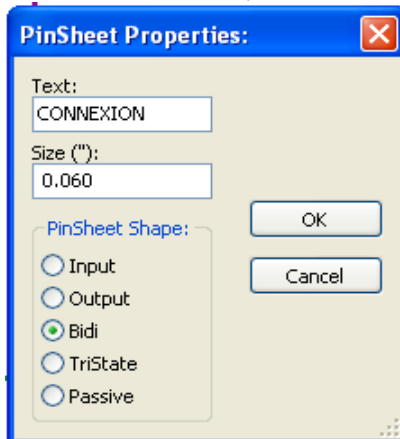 PinSheet Properties:
Text:
CONNEXION
Size ("):
0.060
PinSheet Shape:
Input
Output
Bidi
TriState
Passive
OK
Cancel